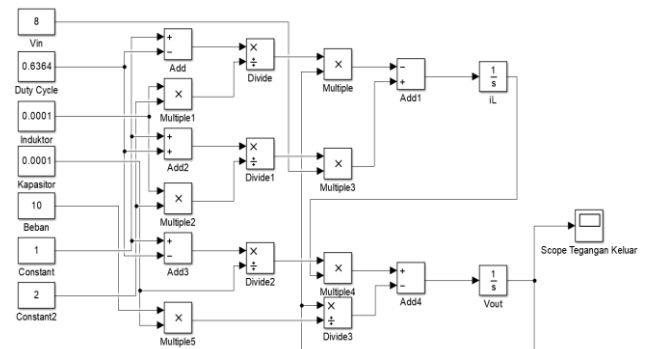 8
Vin
0.6364
Duty Cycle
0.0001
Induktor
0.0001
Kapasitor
10
Beban
1
Constant
2
Constant2
+
−
Add
×
÷
Divide
×
Multiple1
+
+
Add2
×
÷
Divide1
×
Multiple2
+
−
Add3
×
÷
Divide2
×
Multiple5
×
Multiple
×
Multiple3
×
Multiple4
×
÷
Divide3
−
+
Add1
+
−
Add4
1
s
iL
1
s
Vout
Scope Tegangan Keluar